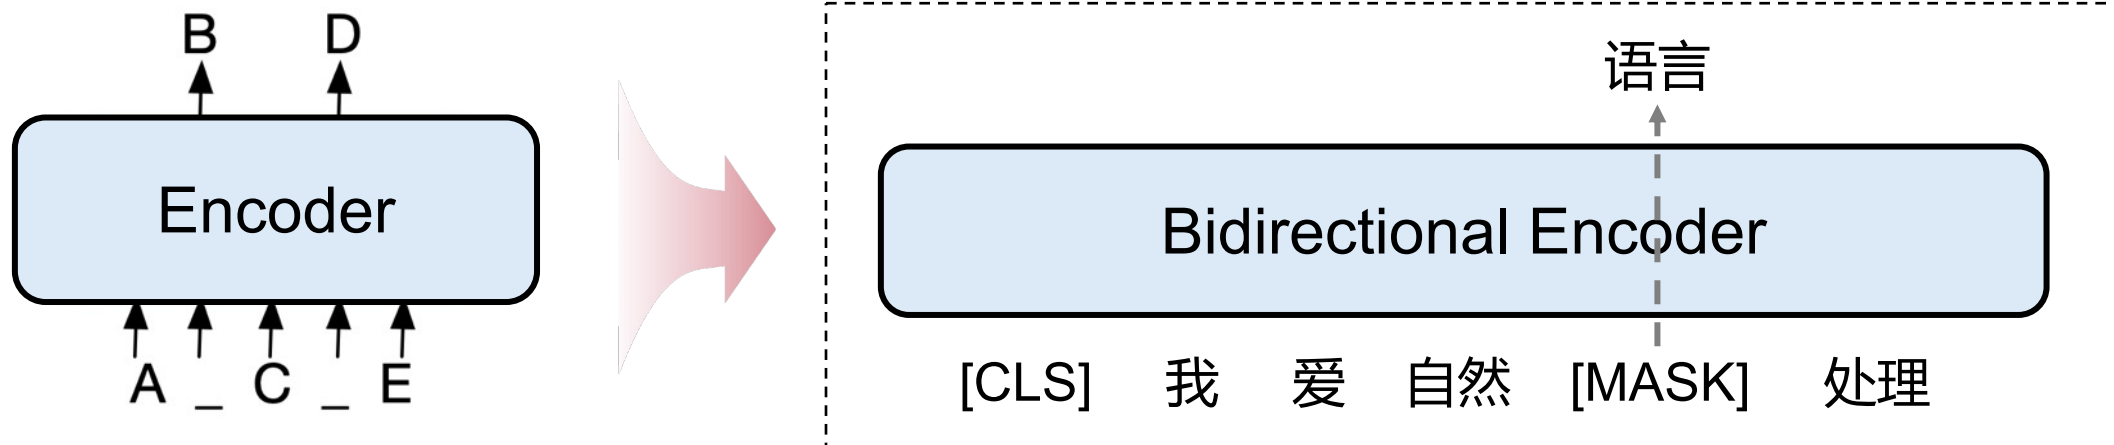 B D
Encoder
A _ C _ E
语言
Bidirectional Encoder
[CLS] 我 爱 自然 [MASK] 处理